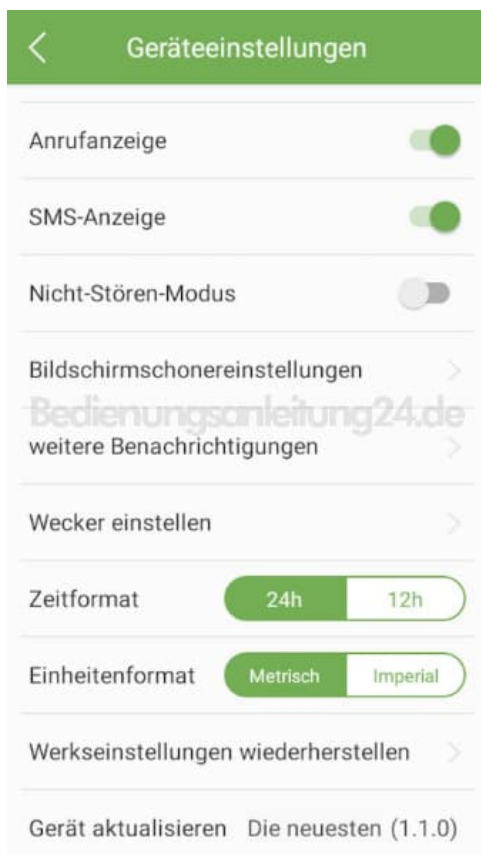 Geräteeinstellungen
Anrufanzeige
SMS-Anzeige
Nicht-Stören-Modus
Bildschirmschonereinstellungen
Bedienungsanleitung24.de
weitere Benachrichtigungen
Wecker einstellen
Zeitformat 24h 12h
Einheitenformat Metrisch Imperial
Werkseinstellungen wiederherstellen
Gerät aktualisieren Die neuesten (1.1.0)